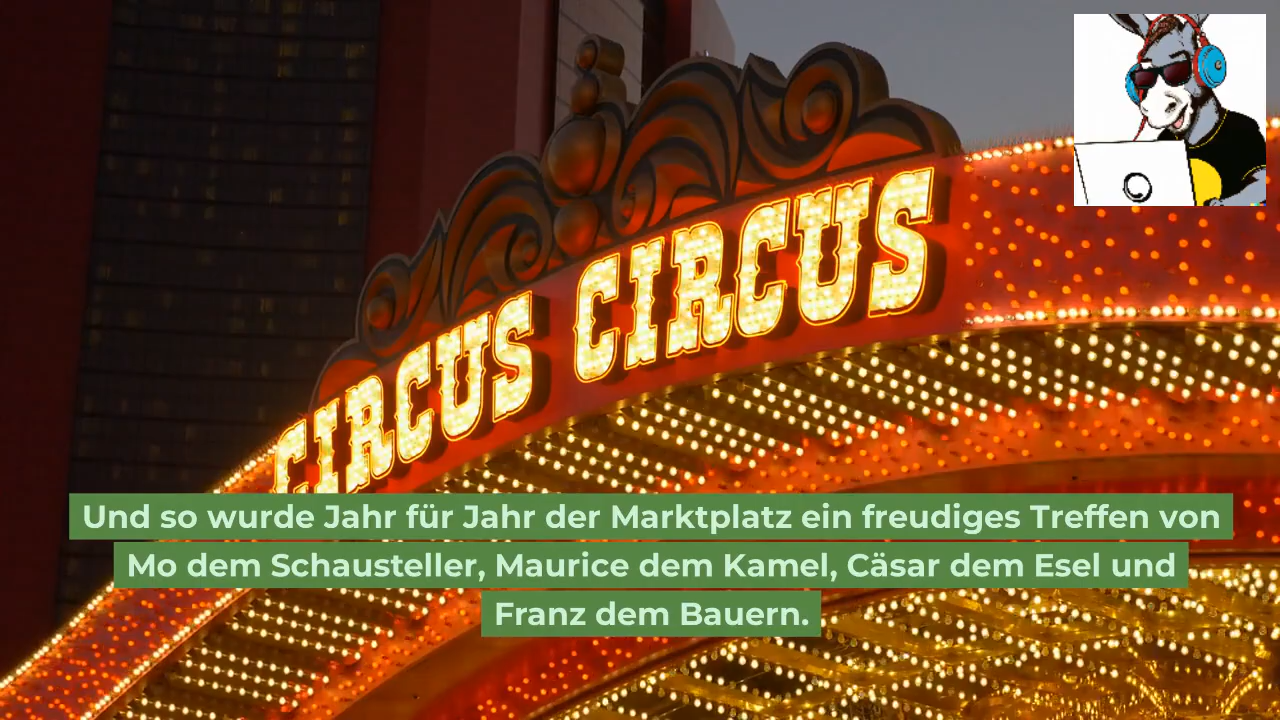 CIRCUS CIRCUS
Und so wurde Jahr für Jahr der Marktplatz ein freudiges Treffen von
Mo dem Schausteller, Maurice dem Kamel, Cäsar dem Esel und
Franz dem Bauern.